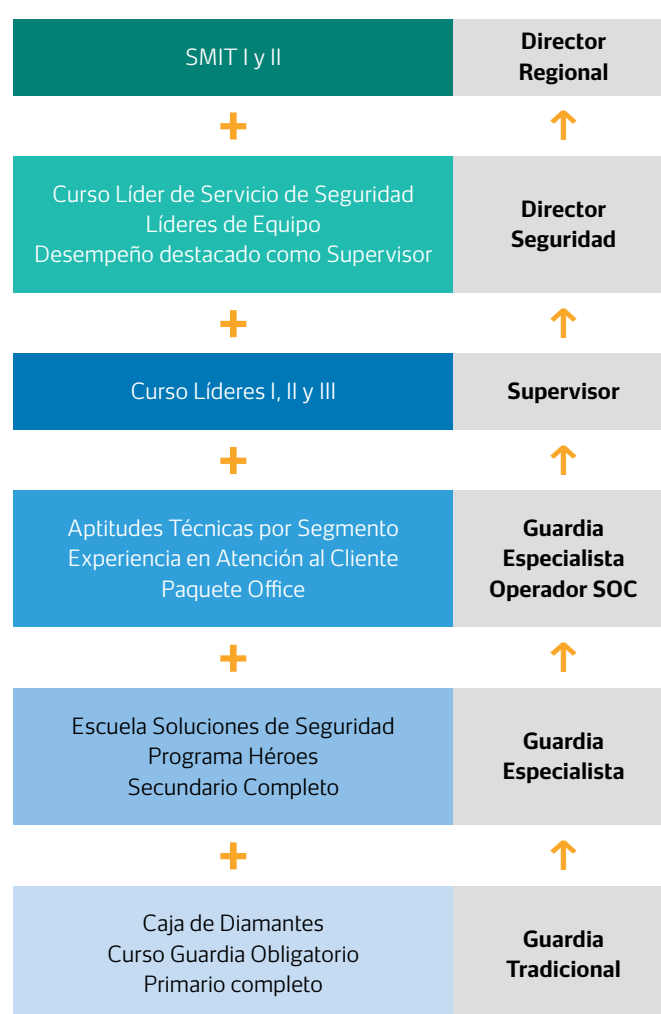 SMIT I y II
Director
Regional
+
↑
Curso Líder de Servicio de Seguridad
Líderes de Equipo
Desempeño destacado como Supervisor
Director
Seguridad
+
↑
Curso Líderes I, II y III
Supervisor
+
↑
Aptitudes Técnicas por Segmento
Experiencia en Atención al Cliente
Paquete Office
Guardia
Especialista
Operador SOC
+
↑
Escuela Soluciones de Seguridad
Programa Héroes
Secundario Completo
Guardia
Especialista
+
↑
Caja de Diamantes
Curso Guardia Obligatorio
Primario completo
Guardia
Tradicional